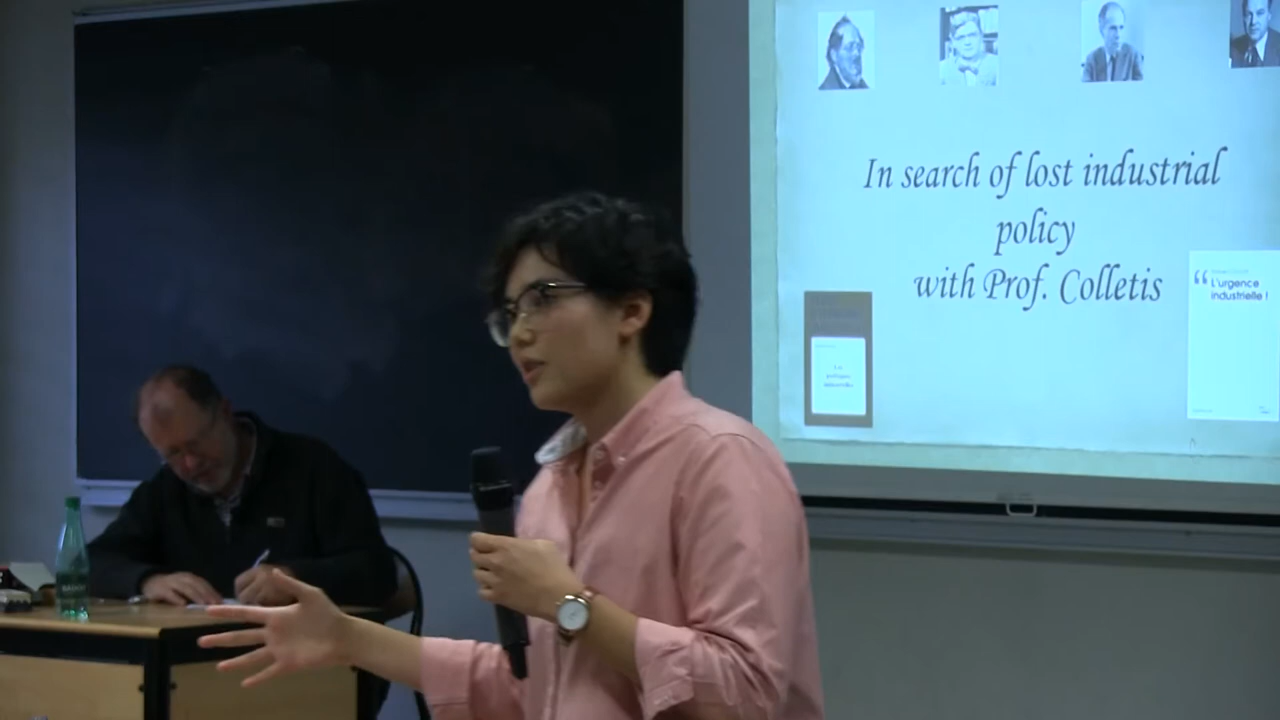 In search of lost industrial
policy
with Prof. Colletis
“ L'urgence
industrielle !